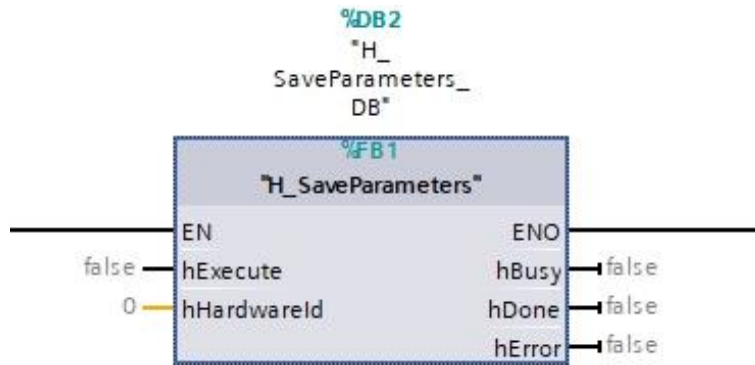 %DB2
"H_
SaveParameters_
DB"
%FB1
"H_SaveParameters"
EN ENO
false hExecute hBusy false
0 hHardwareId hDone false
hError false